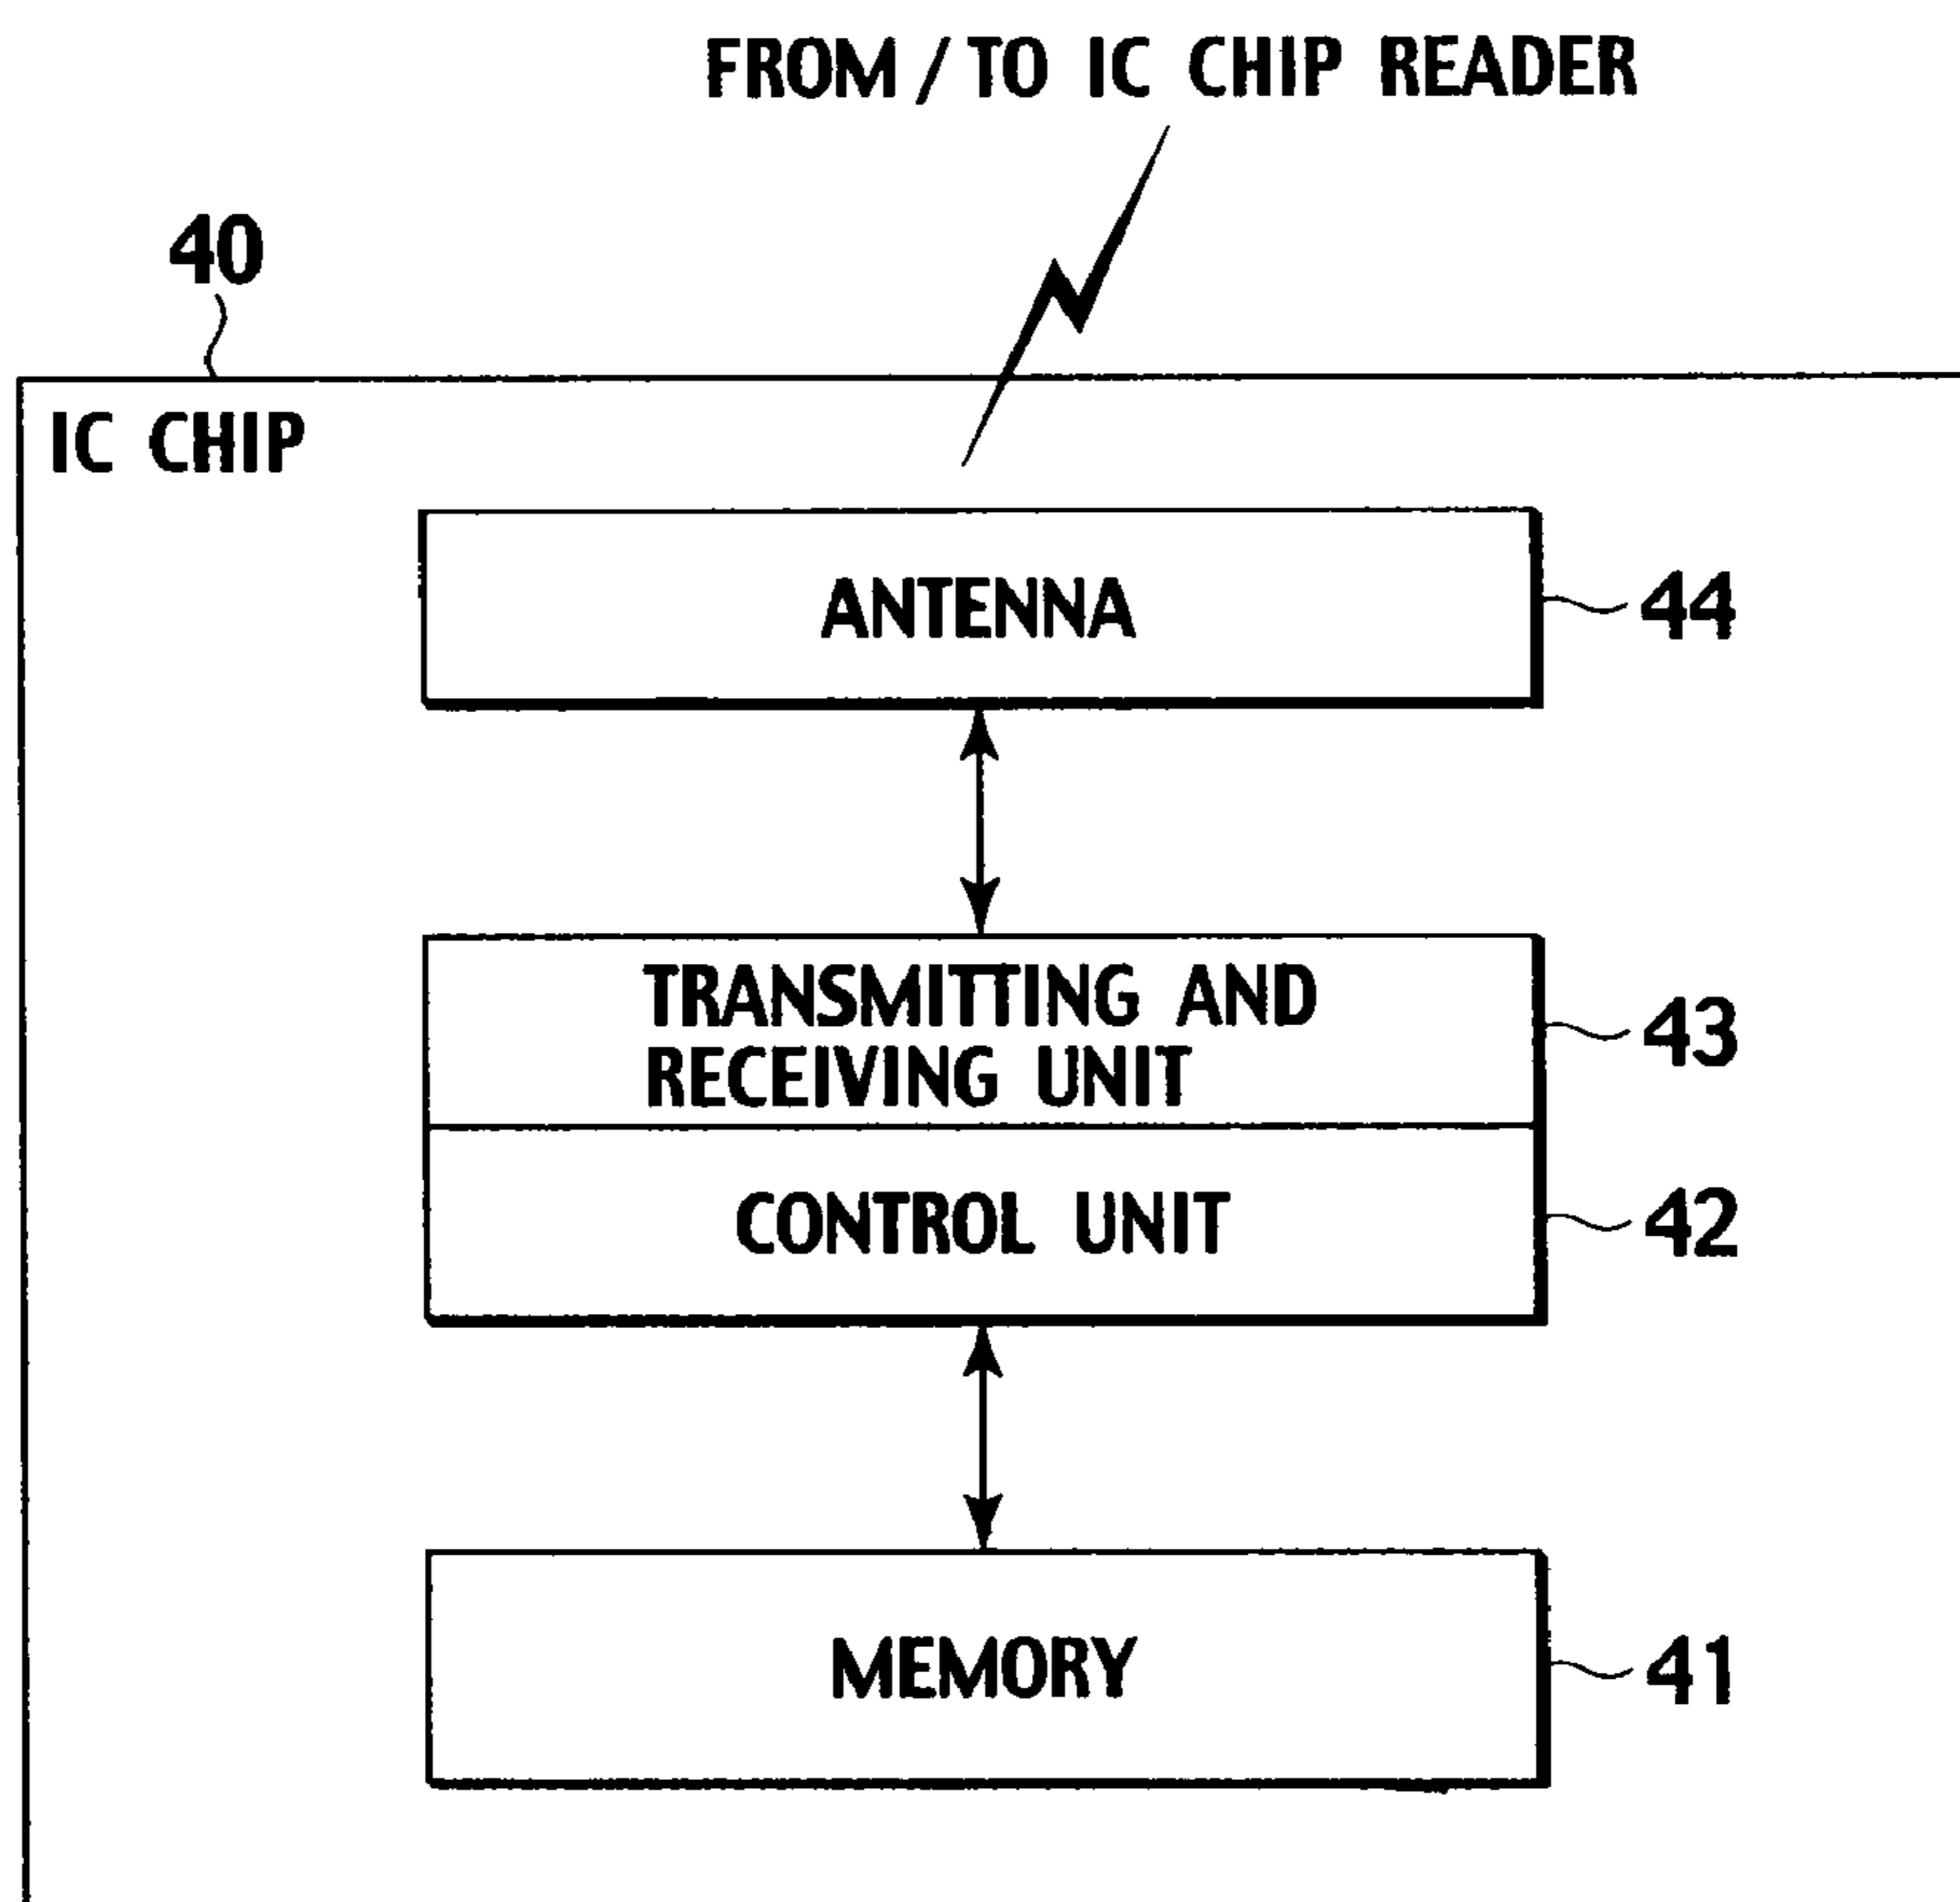 FROM / TO IC CHIP READER
40
IC CHIP
ANTENNA
44
TRANSMITTING AND
RECEIVING UNIT
43
CONTROL UNIT
42
MEMORY
41